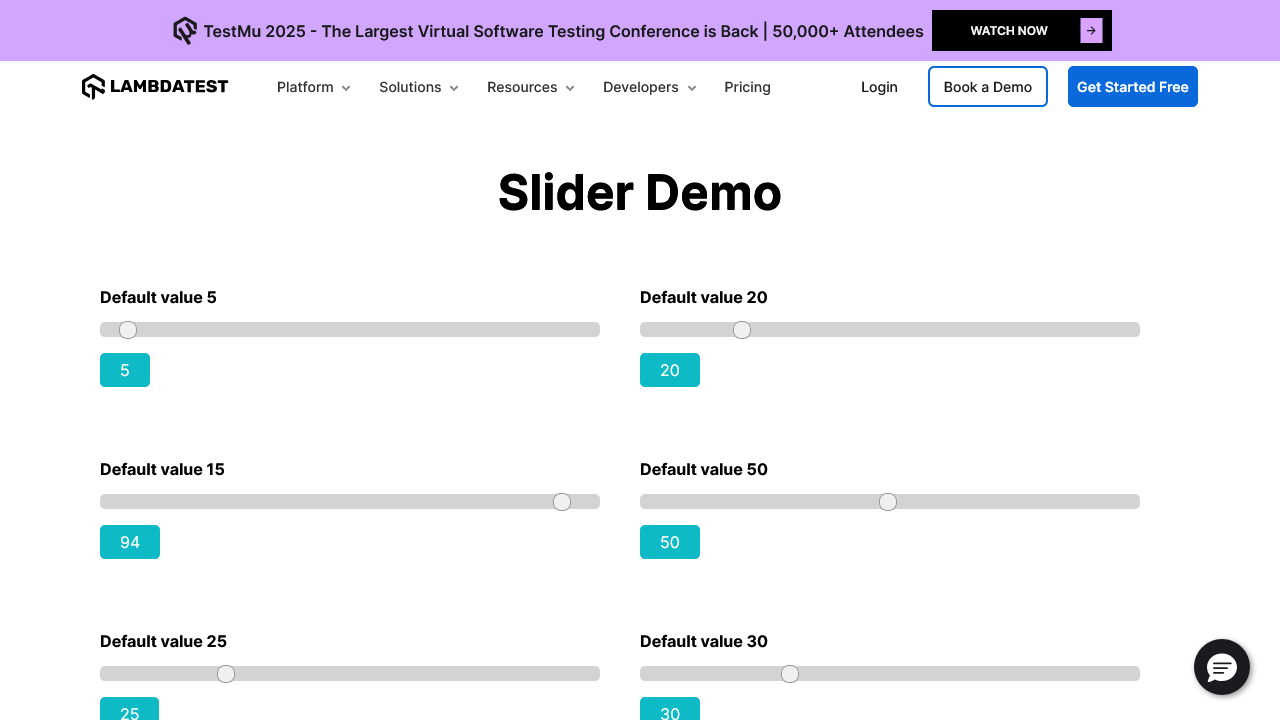 TestMu 2025 - The Largest Virtual Software Testing Conference is Back | 50,000+ Attendees
WATCH NOW
LAMBDATEST
Platform
Solutions
Resources
Developers
Pricing
Login
Book a Demo
Get Started Free
Slider Demo
Default value 5
5
Default value 20
20
Default value 15
94
Default value 50
50
Default value 25
25
Default value 30
30